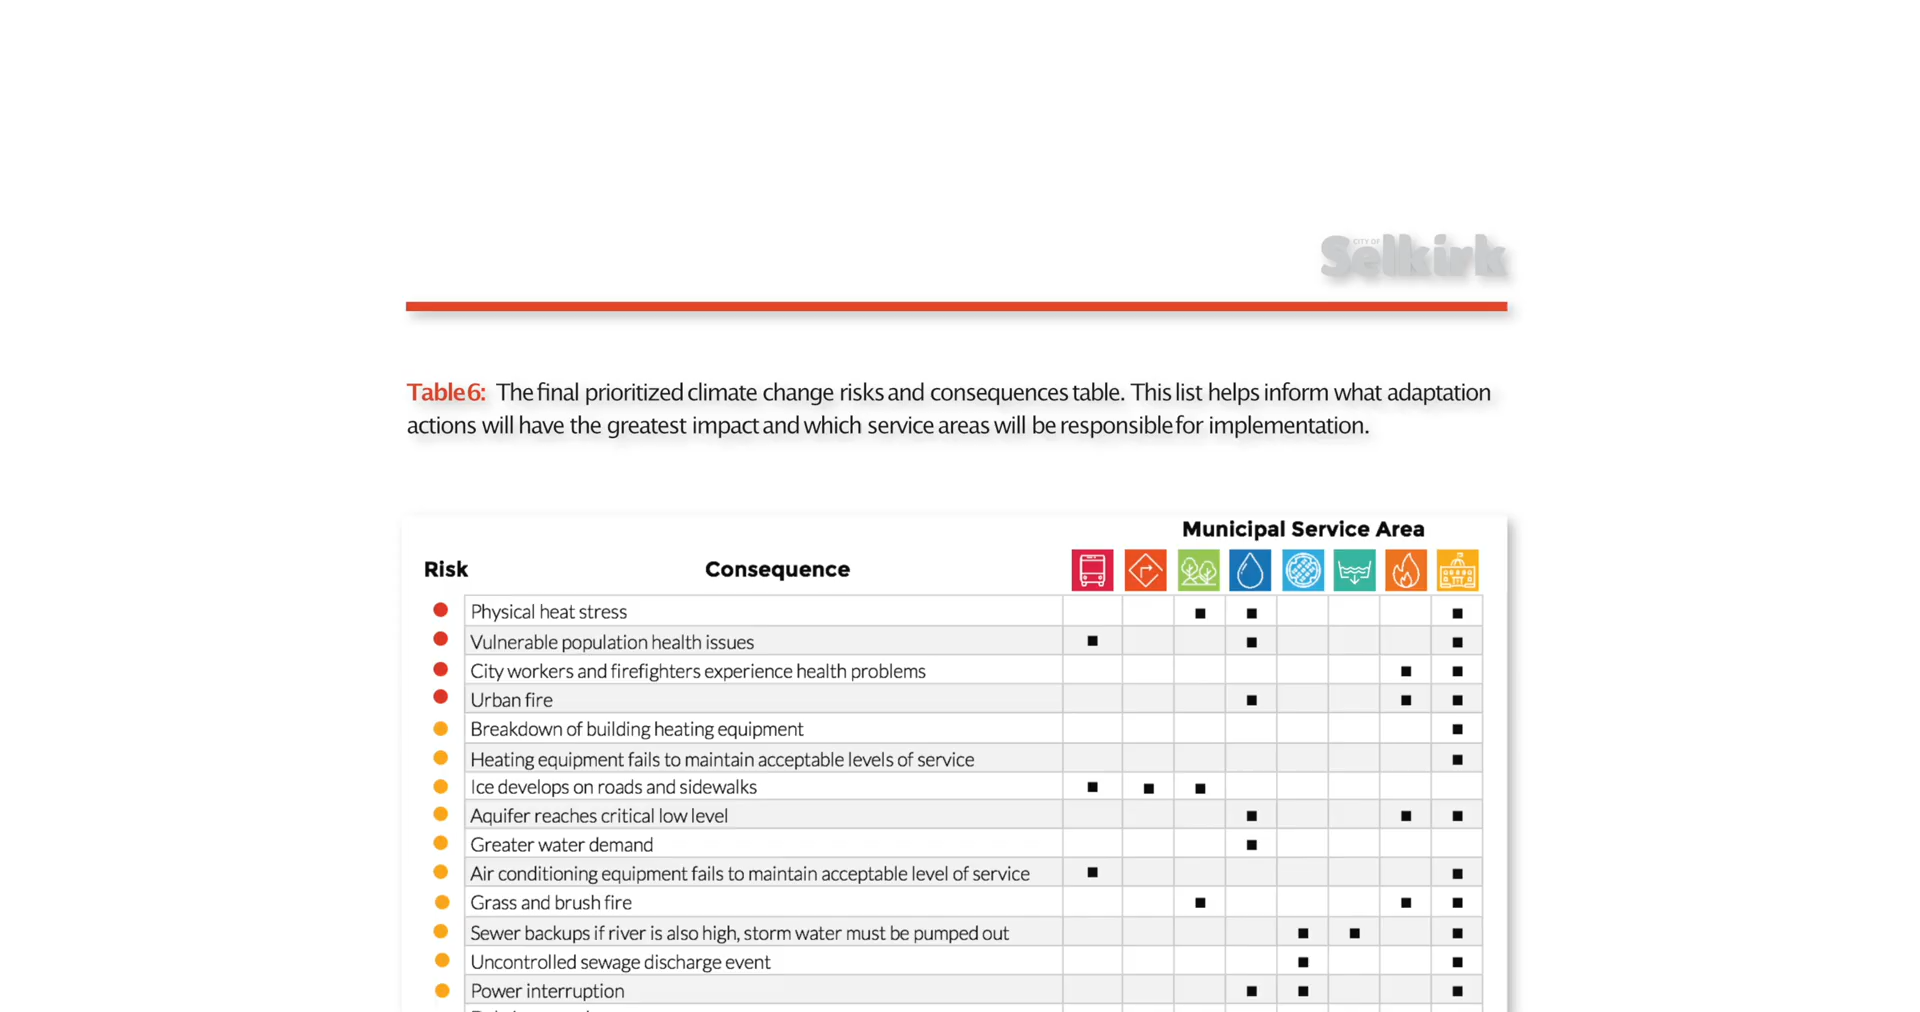 CITY OF
Selkirk
Table 6: The final prioritized climate change risks and consequences table. This list helps inform what adaptation
actions will have the greatest impact and which service areas will be responsible for implementation.
Municipal Service Area
Risk Consequence
Physical heat stress
Vulnerable population health issues
City workers and firefighters experience health problems
Urban fire
Breakdown of building heating equipment
Heating equipment fails to maintain acceptable levels of service
Ice develops on roads and sidewalks
Aquifer reaches critical low level
Greater water demand
Air conditioning equipment fails to maintain acceptable level of service
Grass and brush fire
Sewer backups if river is also high, storm water must be pumped out
Uncontrolled sewage discharge event
Power interruption